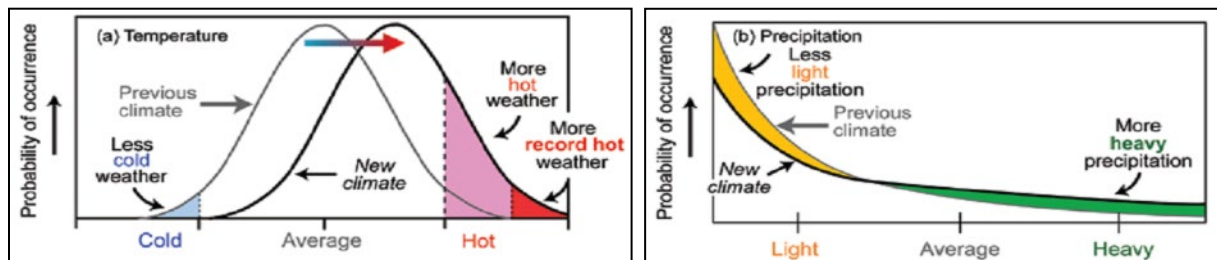 Probability of occurrence
(a) Temperature
Previous
climate
Less
cold
weather
New
climate
More
hot
weather
More
record hot
weather
Cold
Average
Hot
Probability of occurrence
(b) Precipitation
Less
light
precipitation
Previous
climate
New
climate
More
heavy
precipitation
Light
Average
Heavy